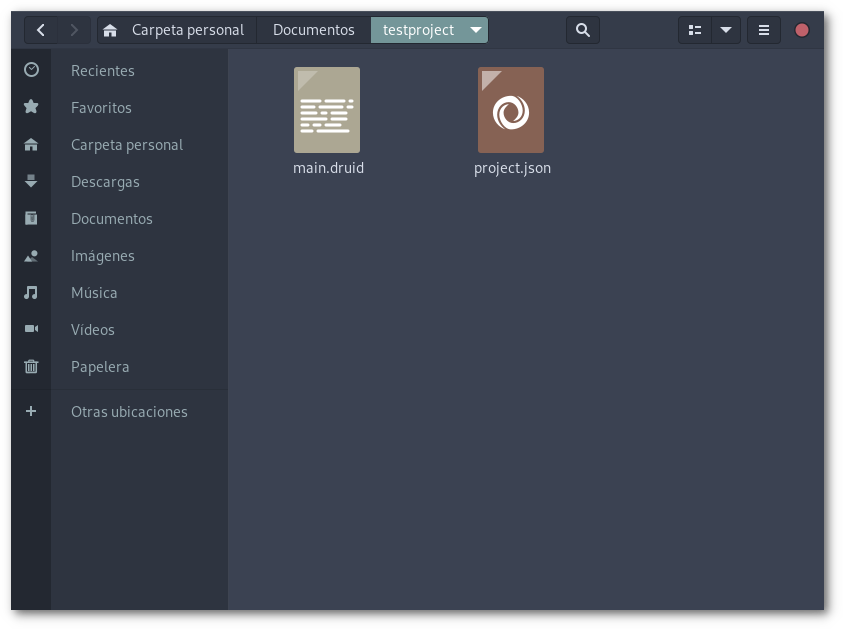 Carpeta personal
Documentos
testproject
Recientes
Favoritos
Carpeta personal
Descargas
Documentos
Imágenes
Música
Vídeos
Papelera
Otras ubicaciones
main.druid
project.json